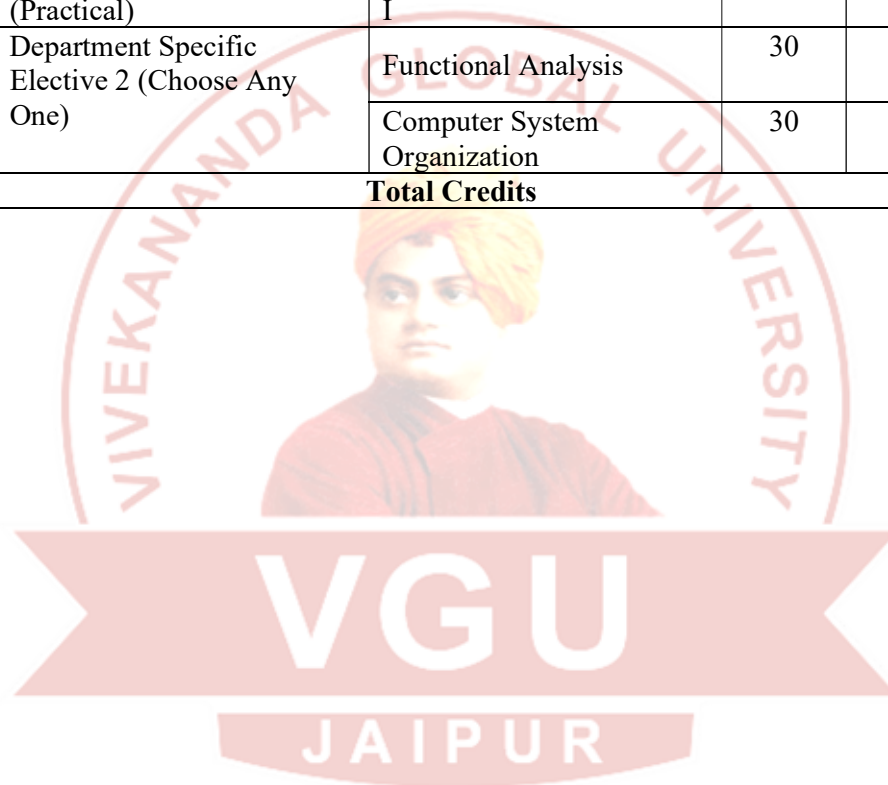 (Practical) I
Department Specific
Elective 2 (Choose Any
One)
Functional Analysis 30
Computer System 30
Organization
Total Credits
VIVEKANANDA GLOBAL UNIVERSITY
VGU
JAIPUR